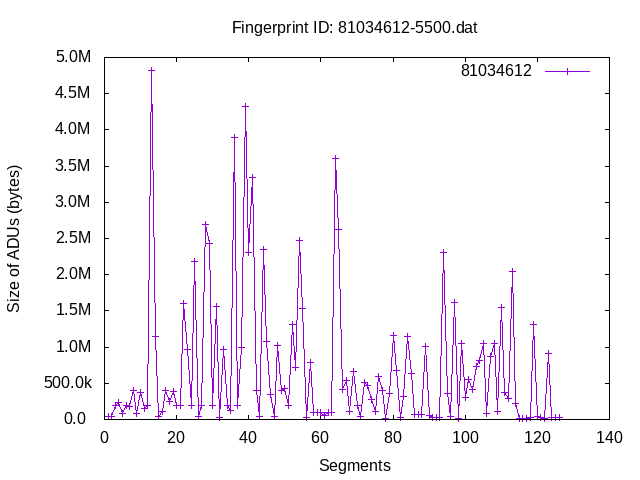 Fingerprint ID: 81034612-5500.dat
81034612
Size of ADUs (bytes)
5.0M
4.5M
4.0M
3.5M
3.0M
2.5M
2.0M
1.5M
1.0M
500.0k
0.0
0 20 40 60 80 100 120 140
Segments